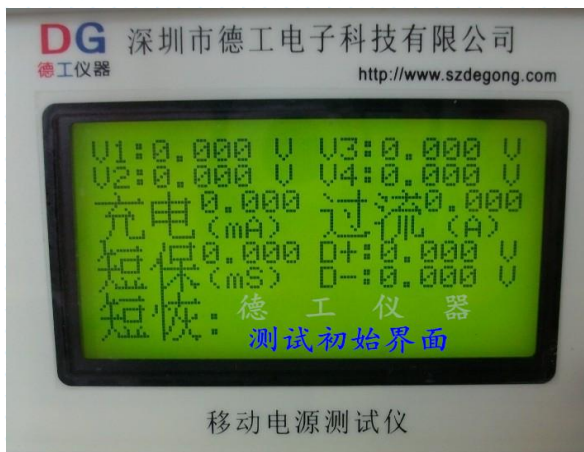 DG 深圳市德工电子科技有限公司
德工仪器 http://www.szdegong.com
V1:0.000 V V3:0.000 V
V2:0.000 V V4:0.000 V
充电0.000(mA) 过流0.000(A)
短保0.000(mS) D+:0.000 V
D-:0.000 V
短恢: 德工仪器
测试初始界面
移动电源测试仪